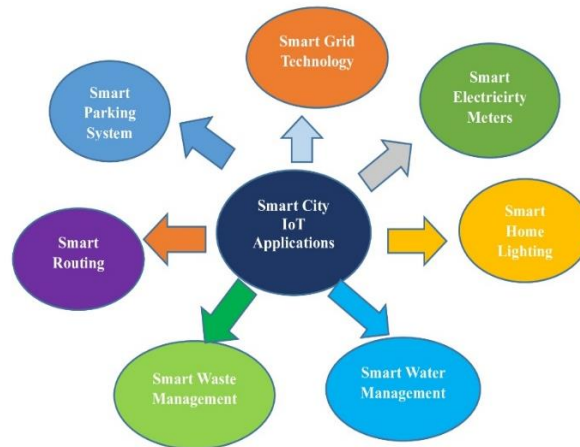 Smart Grid
Technology
Smart
Electricirty
Meters
Smart
Parking
System
Smart City
IoT
Applications
Smart
Home
Lighting
Smart
Routing
Smart Waste
Management
Smart Water
Management